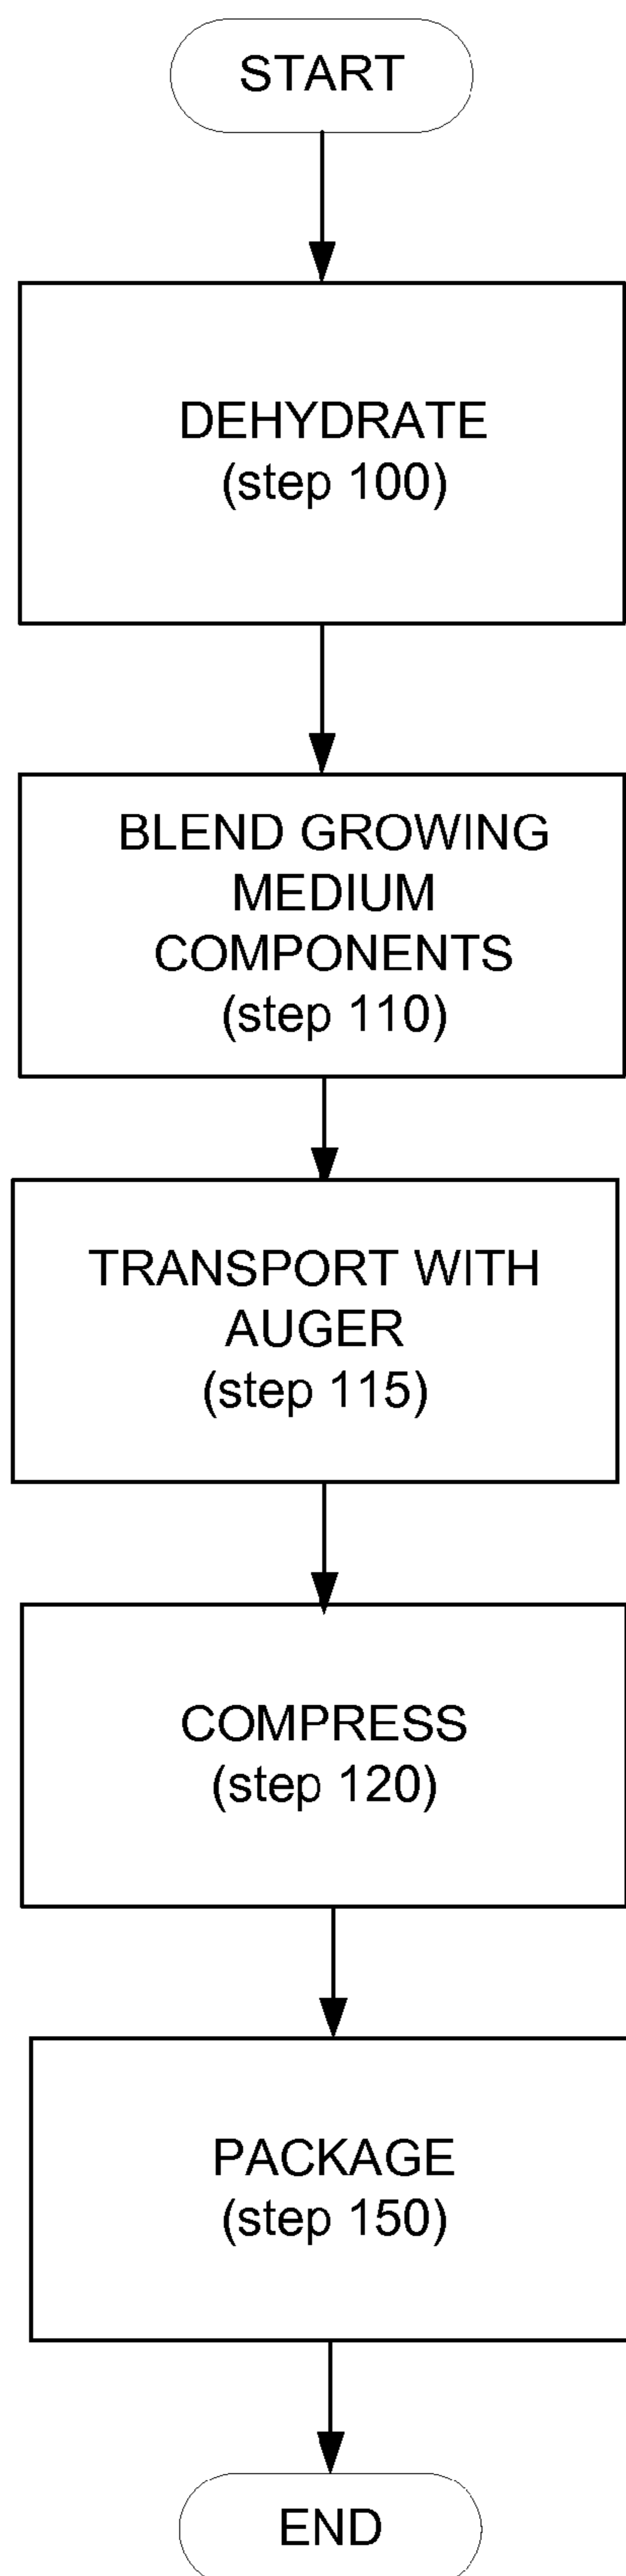 START
DEHYDRATE
(step 100)
BLEND GROWING
MEDIUM
COMPONENTS
(step 110)
TRANSPORT WITH
AUGER
(step 115)
COMPRESS
(step 120)
PACKAGE
(step 150)
END